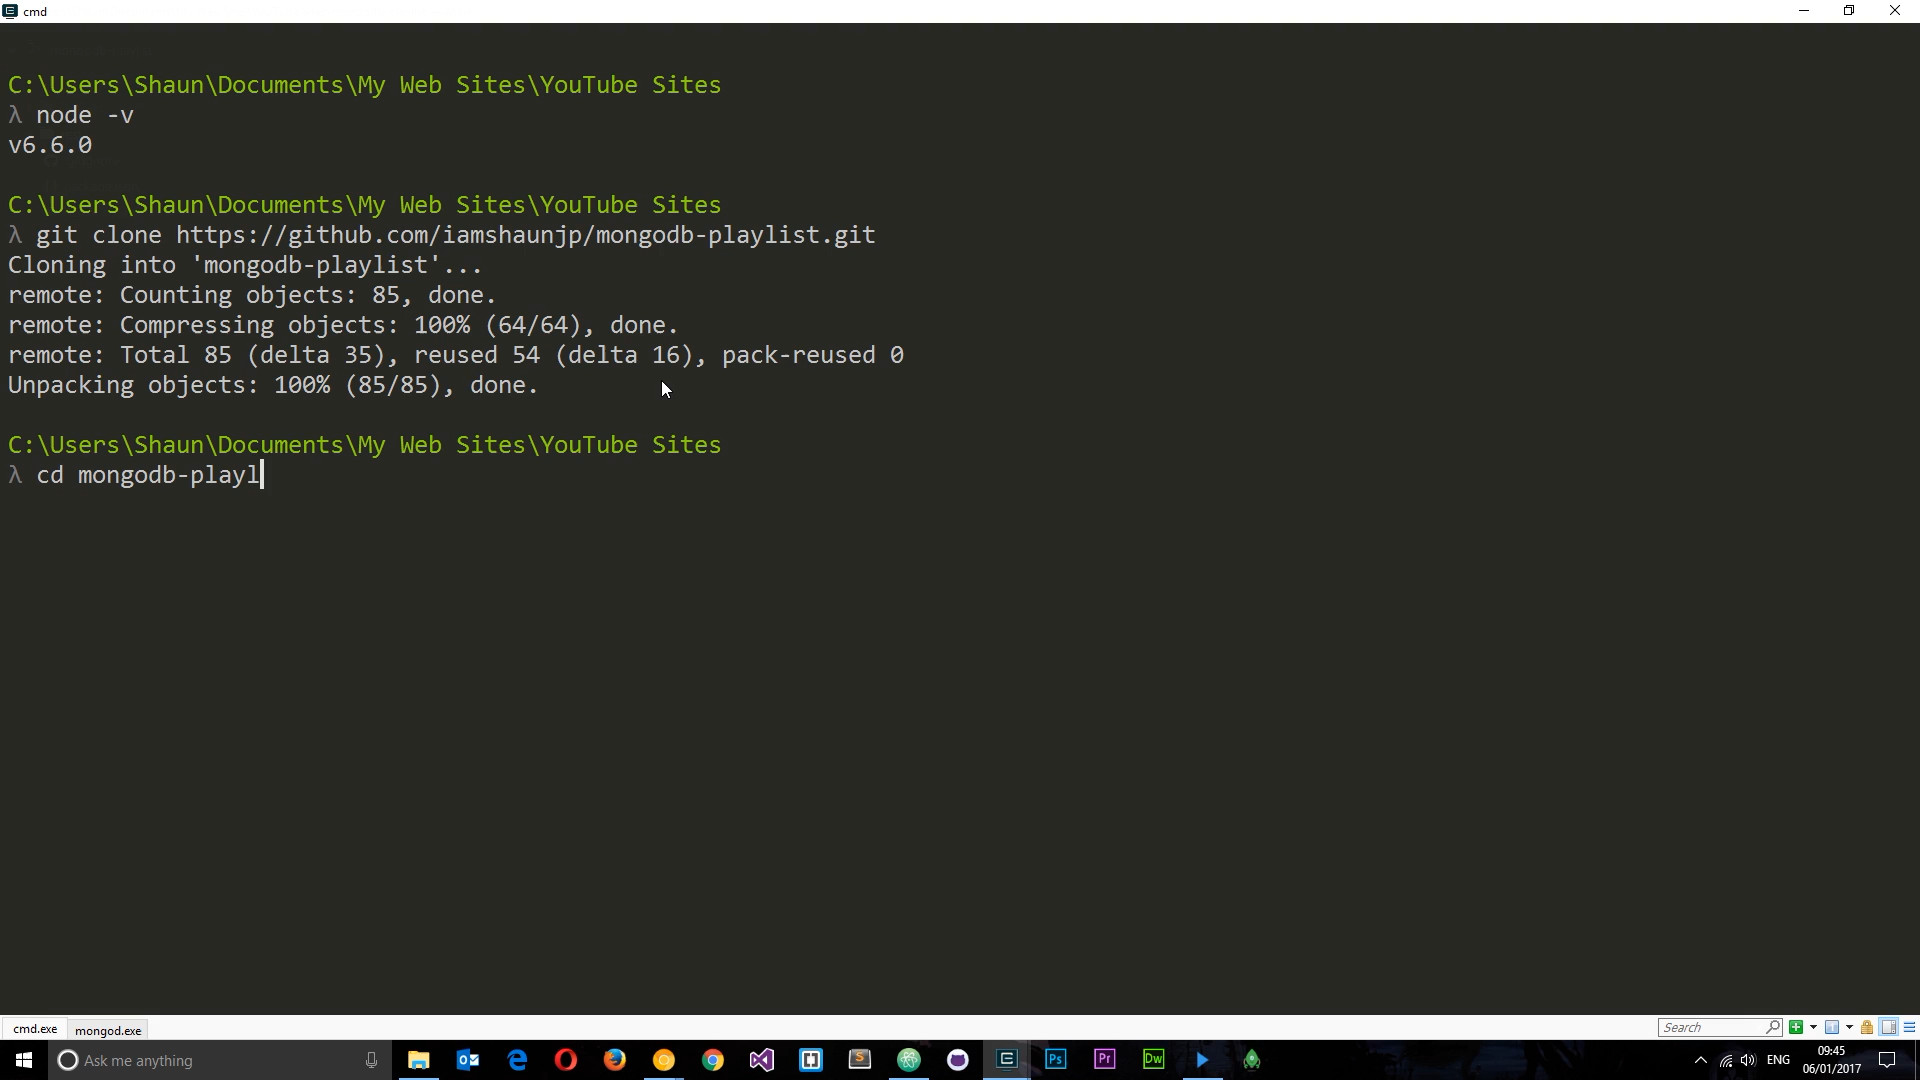 cmd
C:\Users\Shaun\Documents\My Web Sites\YouTube Sites
λ node -v
v6.6.0
C:\Users\Shaun\Documents\My Web Sites\YouTube Sites
λ git clone https://github.com/iamshaunjp/mongodb-playlist.git
Cloning into 'mongodb-playlist'...
remote: Counting objects: 85, done.
remote: Compressing objects: 100% (64/64), done.
remote: Total 85 (delta 35), reused 54 (delta 16), pack-reused 0
Unpacking objects: 100% (85/85), done.
C:\Users\Shaun\Documents\My Web Sites\YouTube Sites
λ cd mongodb-playl
cmd.exe
mongod.exe
Search
Ask me anything
Ps
Pr
Dw
ENG
09:45
06/01/2017